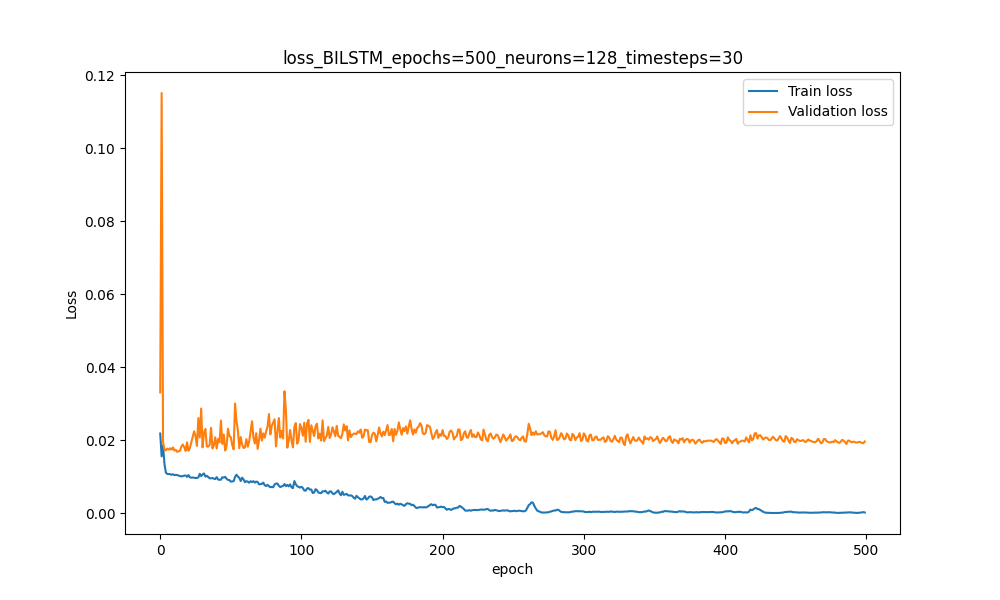 loss_BILSTM_epochs=500_neurons=128_timesteps=30
Train loss
Validation loss
0.12
0.10
0.08
0.06
0.04
0.02
0.00
Loss
0 100 200 300 400 500
epoch